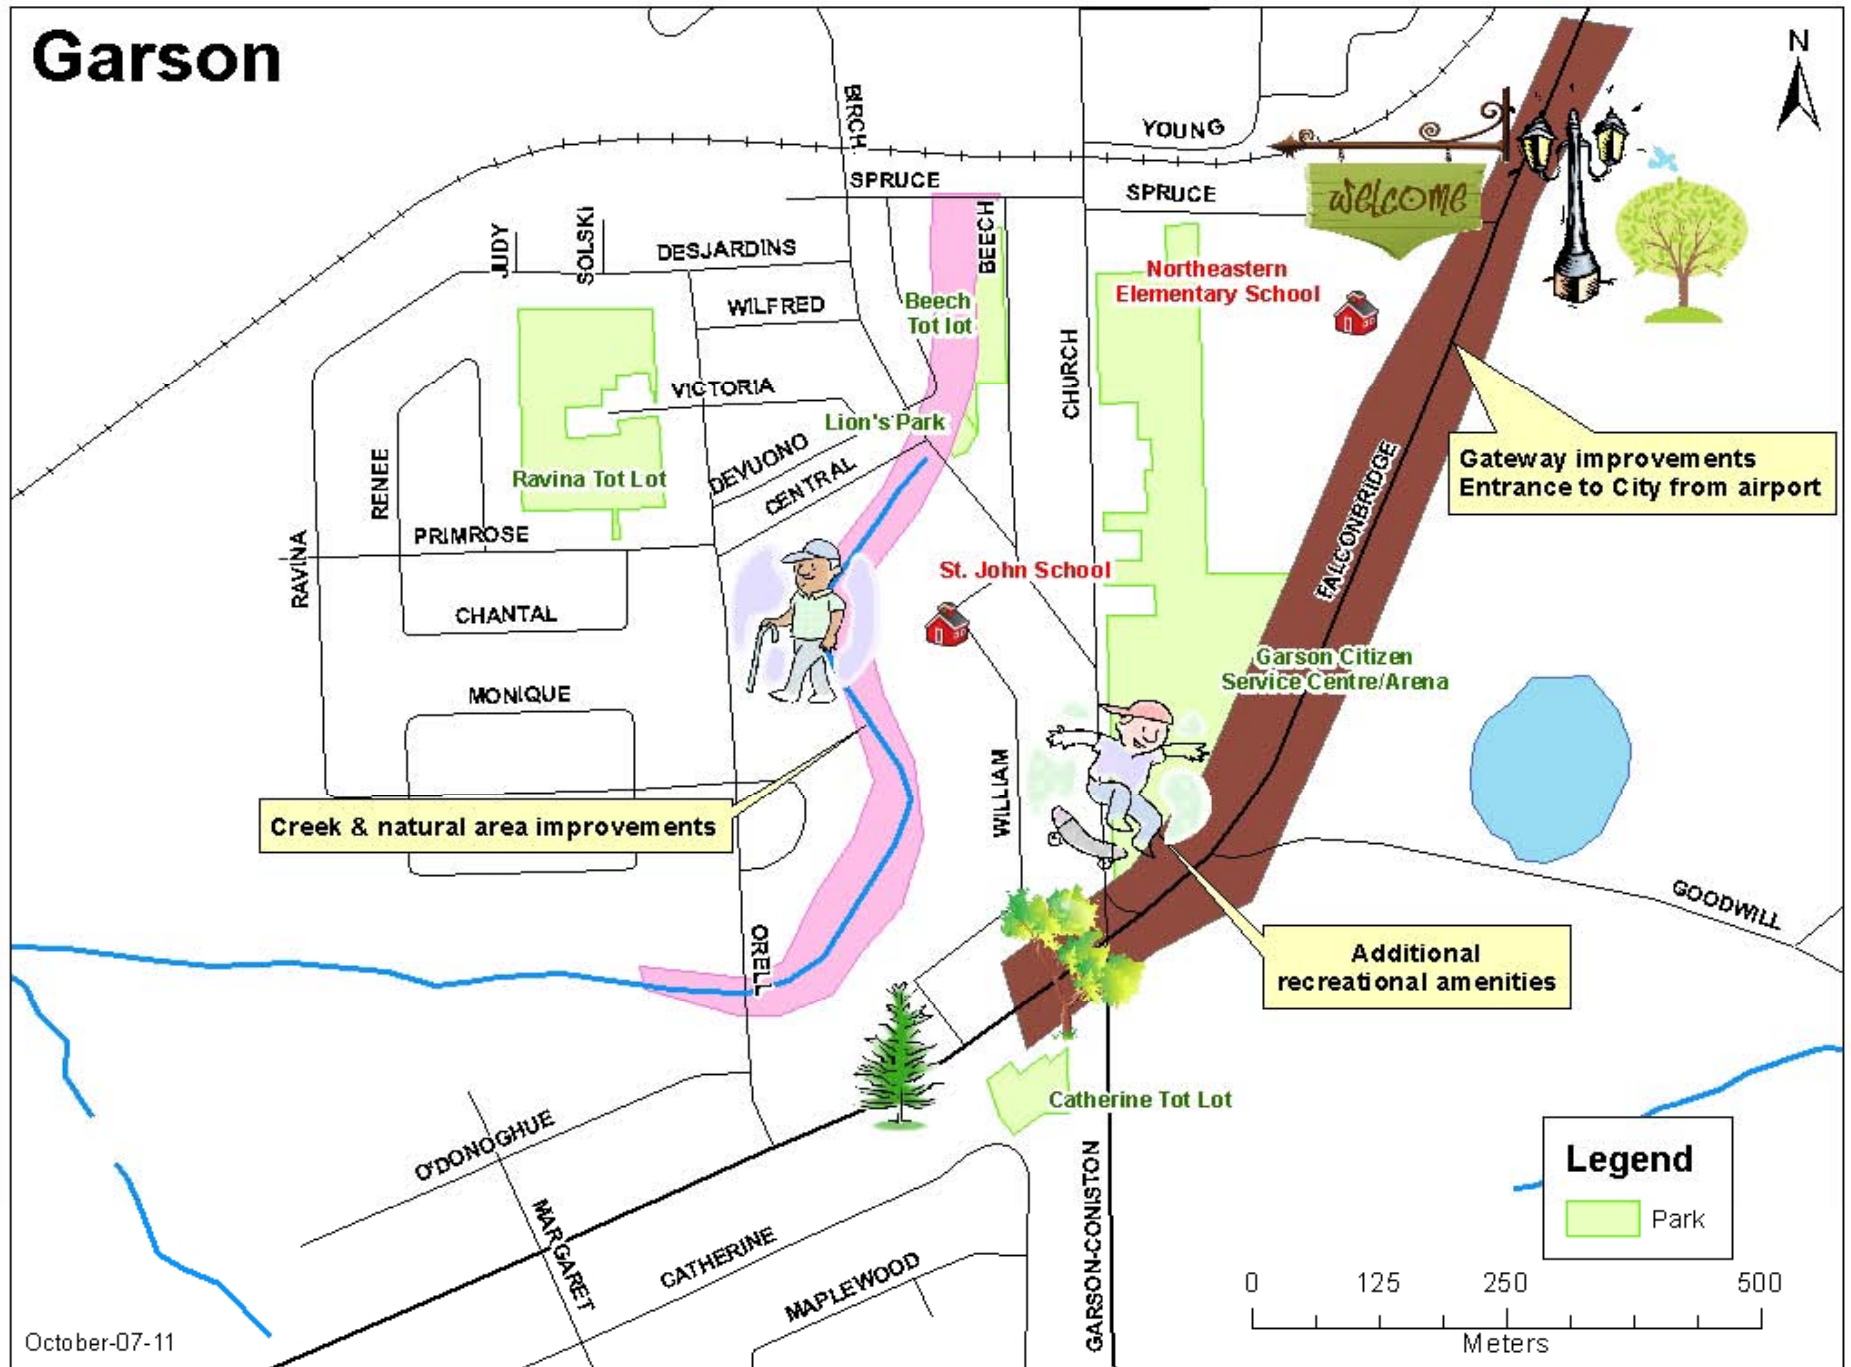 Garson
N
BIRCH
YOUNG
SPRUCE
SPRUCE
welcome
JUDY
SOLSKI
DESJARDINS
BEECH
Northeastern
Elementary School
WILFRED
Beech
Tot lot
CHURCH
VICTORIA
Lion's Park
RENEE
Ravina Tot Lot
DEVUONO
CENTRAL
FALCONBRIDGE
Gateway improvements
Entrance to City from airport
PRIMROSE
RAVINA
St. John School
CHANTAL
Garson Citizen
Service Centre/Arena
MONIQUE
WILLIAM
Creek & natural area improvements
GOODWILL
ORELL
Additional
recreational amenities
Catherine Tot Lot
O'DONOGHUE
MARGARET
CATHERINE
MAPLEWOOD
GARSON-CONISTON
Legend
Park
0 125 250 500
Meters
October-07-11